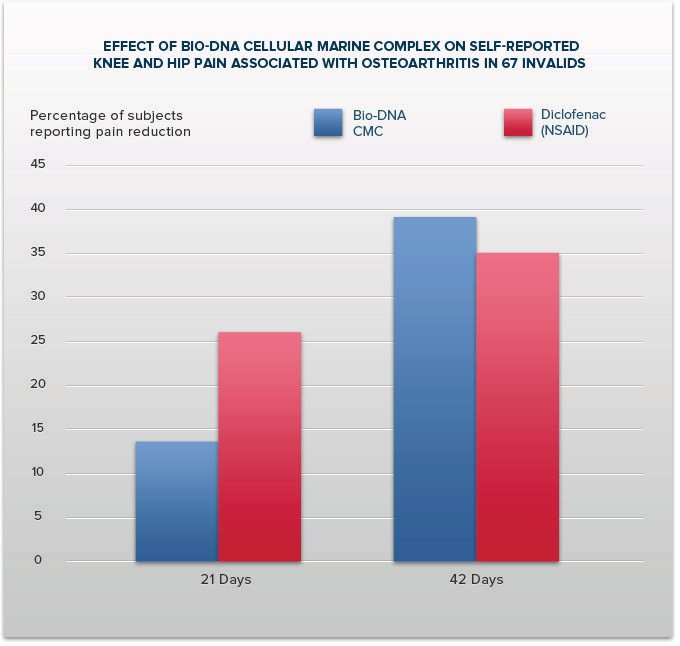 EFFECT OF BIO-DNA CELLULAR MARINE COMPLEX ON SELF-REPORTED
KNEE AND HIP PAIN ASSOCIATED WITH OSTEOARTHRITIS IN 67 INVALIDS
Percentage of subjects
reporting pain reduction
Bio-DNA
CMC
Diclofenac
(NSAID)
45
40
35
30
25
20
15
10
5
0
21 Days
42 Days